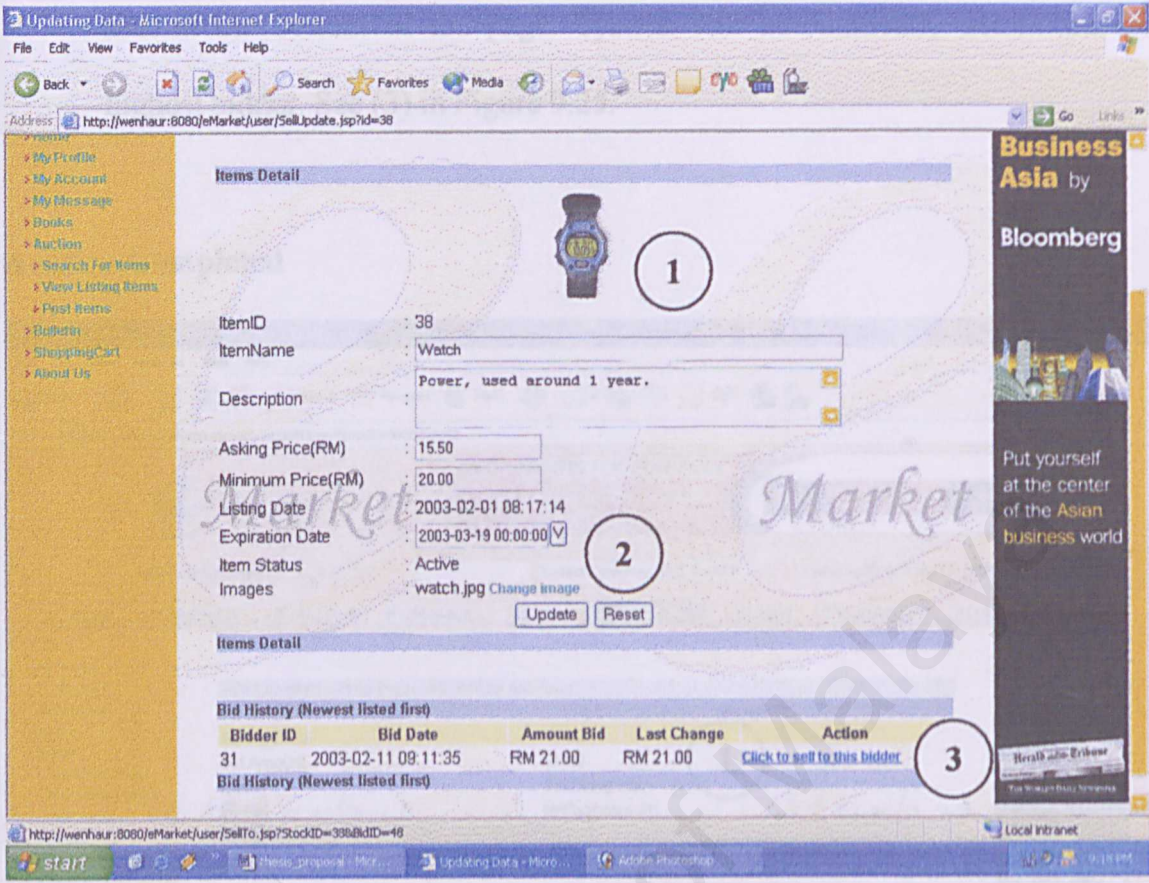 Updating Data - Microsoft Internet Explorer
File Edit View Favorites Tools Help
Back Search Favorites Media
Address http://wenhaur:8080/eMarket/user/SellUpdate.jsp?id=38 Go Links
Home
My Profile
My Account
My Message
Books
Auction
Search For Items
View Listing Items
Post Items
Bulletin
ShoppingCart
About Us
Items Detail
1
ItemID : 38
ItemName : Watch
Description : Power, used around 1 year.
Asking Price(RM) : 15.50
Minimum Price(RM) : 20.00
Listing Date : 2003-02-01 08:17:14
Expiration Date : 2003-03-19 00:00:00
Item Status : Active
Images : watch.jpg Change image
2
Update Reset
Market Market
Items Detail
Bid History (Newest listed first)
Bidder ID Bid Date Amount Bid Last Change Action
31 2003-02-11 09:11:35 RM 21.00 RM 21.00 Click to sell to this bidder
3
Bid History (Newest listed first)
Business
Asia by
Bloomberg
Put yourself
at the center
of the Asian
business world
Herald Tribune
of Malaya
http://wenhaur:8080/eMarket/user/SellTo.jsp?StockID=38&BidID=48 Local intranet
start thesis_proposal - Micr... Updating Data - Micro... Adobe Photoshop 9:18 PM